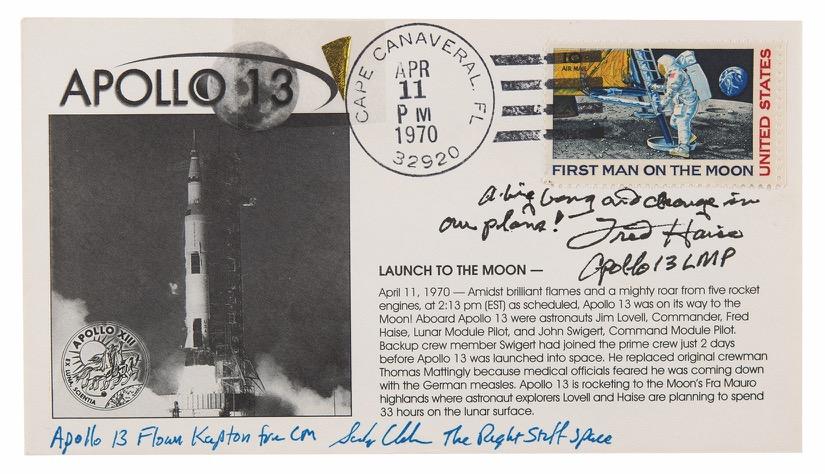 APOLLO 13
CAPE CANAVERAL, FL
APR
11
PM
1970
32920
10¢
AIR MAIL
UNITED STATES
FIRST MAN ON THE MOON
A big bang and change in
our plans! Fred Haise
Apollo 13 LMP
LAUNCH TO THE MOON —
April 11, 1970 — Amidst brilliant flames and a mighty roar from five rocket
engines, at 2:13 pm (EST) as scheduled, Apollo 13 was on its way to the
Moon! Aboard Apollo 13 were astronauts Jim Lovell, Commander, Fred
Haise, Lunar Module Pilot, and John Swigert, Command Module Pilot.
Backup crew member Swigert had joined the prime crew just 2 days
before Apollo 13 was launched into space. He replaced original crewman
Thomas Mattingly because medical officials feared he was coming down
with the German measles. Apollo 13 is rocketing to the Moon's Fra Mauro
highlands where astronaut explorers Lovell and Haise are planning to spend
33 hours on the lunar surface.
APOLLO XIII
EX LUNA, SCIENTIA
Apollo 13 Flown Kapton from CM The Right Stuff Space